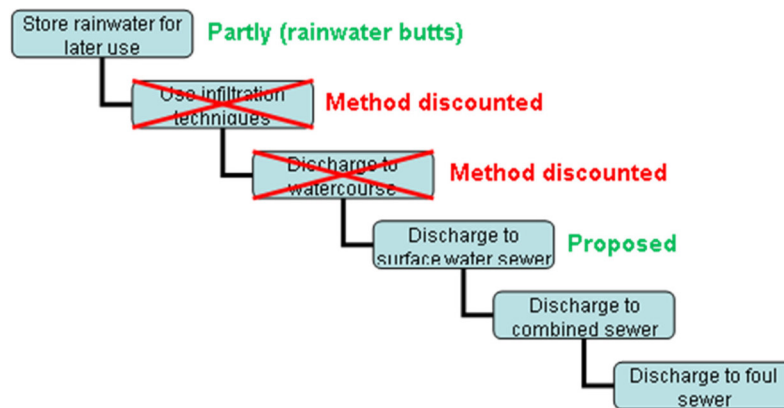 Store rainwater for
later use
Partly (rainwater butts)
Use infiltration
techniques
Method discounted
Discharge to
watercourse
Method discounted
Discharge to
surface water sewer
Proposed
Discharge to
combined sewer
Discharge to foul
sewer